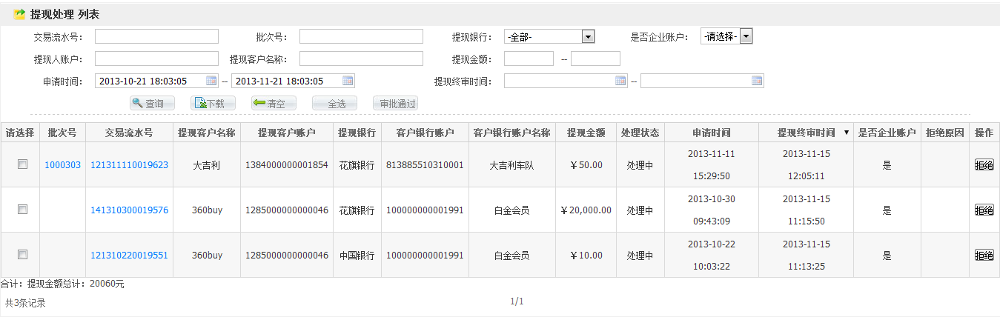 提现处理 列表
交易流水号： 批次号： 提现银行： -全部- 是否企业账户： -请选择-
提现人账户： 提现客户名称： 提现金额： --
申请时间： 2013-10-21 18:03:05 -- 2013-11-21 18:03:05 提现终审时间： --
查询 下载 清空 全选 审批通过
请选择 批次号 交易流水号 提现客户名称 提现客户账户 提现银行 客户银行账户 客户银行账户名称 提现金额 处理状态 申请时间 提现终审时间 ▼ 是否企业账户 拒绝原因 操作
1000303 121311110019623 大吉利 1384000000001854 花旗银行 813885510310001 大吉利车队 ￥50.00 处理中 2013-11-11 15:29:50 2013-11-15 12:05:11 是 拒绝
141310300019576 360buy 1285000000000046 花旗银行 100000000001991 白金会员 ￥20,000.00 处理中 2013-10-30 09:43:09 2013-11-15 11:15:50 是 拒绝
121310220019551 360buy 1285000000000046 中国银行 100000000001991 白金会员 ￥10.00 处理中 2013-10-22 10:03:22 2013-11-15 11:13:25 是 拒绝
合计：提现金额总计：20060元
共3条记录 1/1